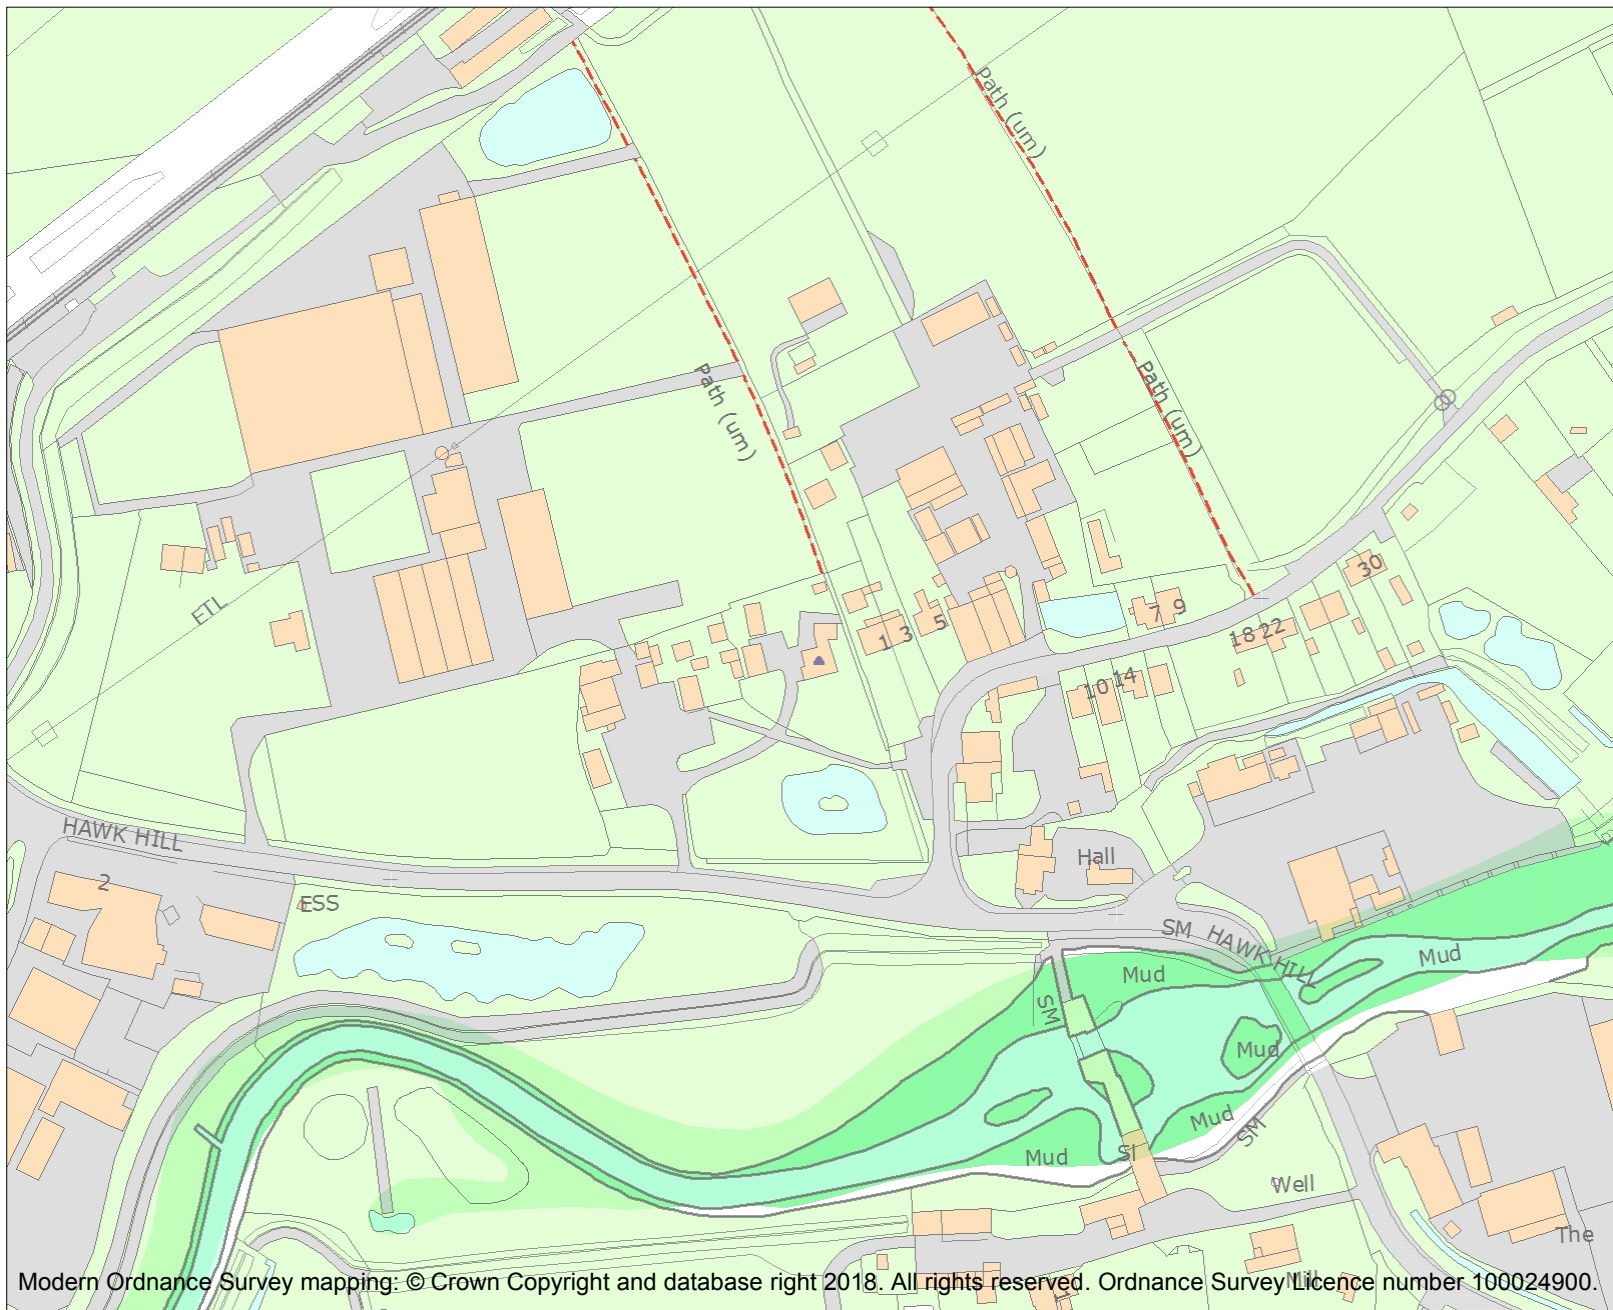 Path (um)
Path (um)
Path (um)
ETL
30
7 9
1 3 5
18 22
10 14
HAWK HILL
2
ESS
Hall
SM HAWK HILL
Mud
Mud
SM
Mud
Mud
SM
Mud
Sl
Well
The
Mill
Modern Ordnance Survey mapping: © Crown Copyright and database right 2018. All rights reserved. Ordnance Survey Licence number 100024900.